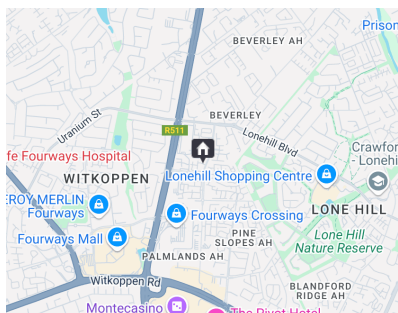 Prison
BEVERLEY AH
Uranium St
BEVERLEY
R511
Lonehill Blvd
fe Fourways Hospital
Crawfor
- Lonehi
WITKOPPEN
Lonehill Shopping Centre
EROY MERLIN
Fourways
LONE HILL
Fourways Crossing
Fourways Mall
PINE
SLOPES AH
Lone Hill
Nature Reserve
PALMLANDS AH
Witkoppen Rd
BLANDFORD
RIDGE AH
Montecasino
The Pivot Hotel